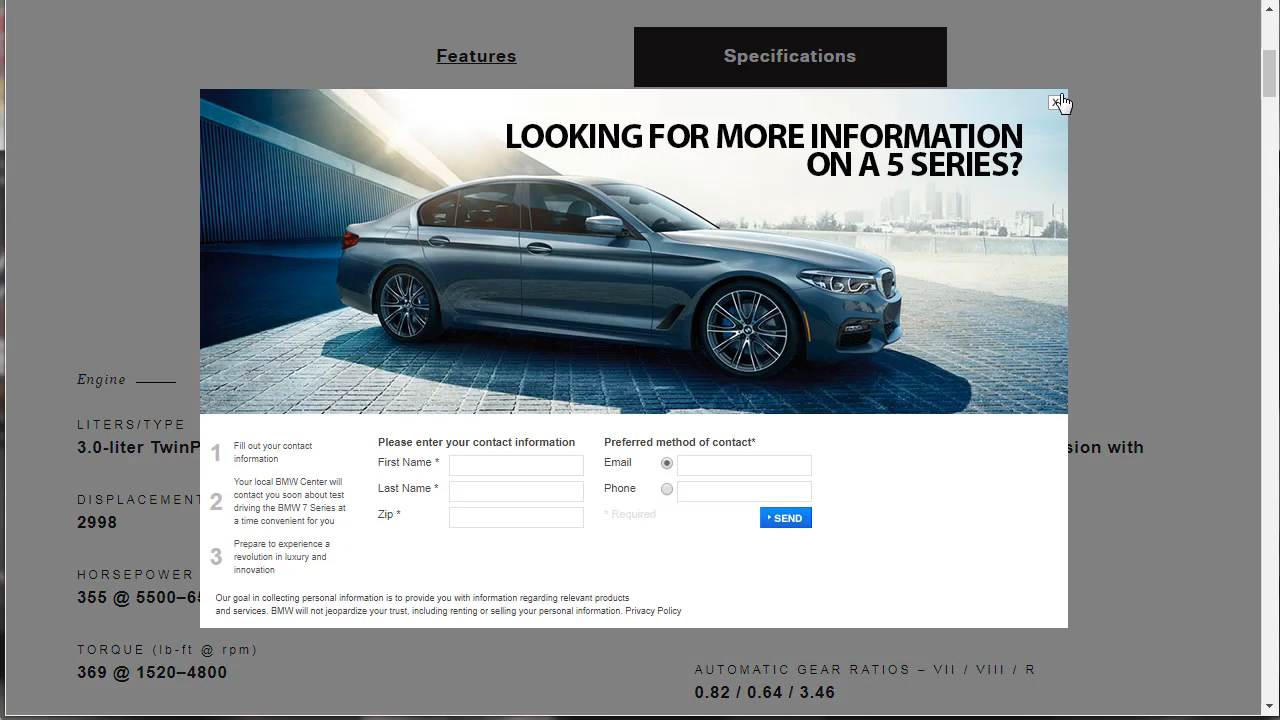 Features
Specifications
X
LOOKING FOR MORE INFORMATION
ON A 5 SERIES?
Engine
LITERS/TYPE
3.0-liter TwinP
sion with
DISPLACEMENT
2998
HORSEPOWER
355 @ 5500–65
TORQUE (lb-ft @ rpm)
369 @ 1520–4800
1
Fill out your contact
information
2
Your local BMW Center will
contact you soon about test
driving the BMW 7 Series at
a time convenient for you
3
Prepare to experience a
revolution in luxury and
innovation
Please enter your contact information
First Name *
Last Name *
Zip *
Preferred method of contact*
Email
Phone
* Required
SEND
Our goal in collecting personal information is to provide you with information regarding relevant products
and services. BMW will not jeopardize your trust, including renting or selling your personal information. Privacy Policy
AUTOMATIC GEAR RATIOS – VII / VIII / R
0.82 / 0.64 / 3.46